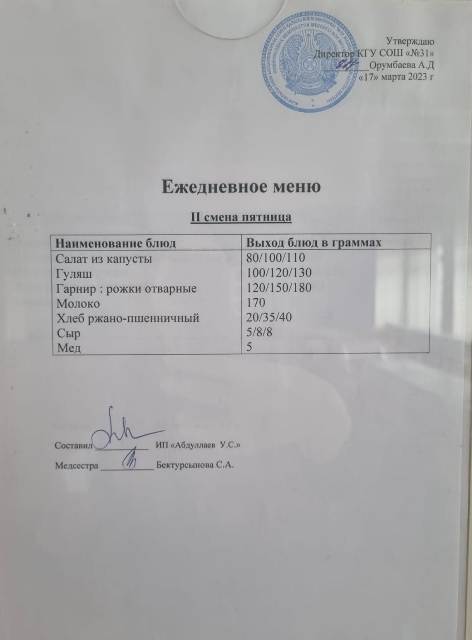 Утверждаю
Директор КГУ СОШ «№31»
Орумбаева А.Д
«17» марта 2023 г
Ежедневное меню
II смена пятница
Наименование блюд Выход блюд в граммах
Салат из капусты 80/100/110
Гуляш 100/120/130
Гарнир : рожки отварные 120/150/180
Молоко 170
Хлеб ржано-пшенничный 20/35/40
Сыр 5/8/8
Мед 5
Составил ИП «Абдуллаев У.С.»
Медсестра Бектурсынова С.А.